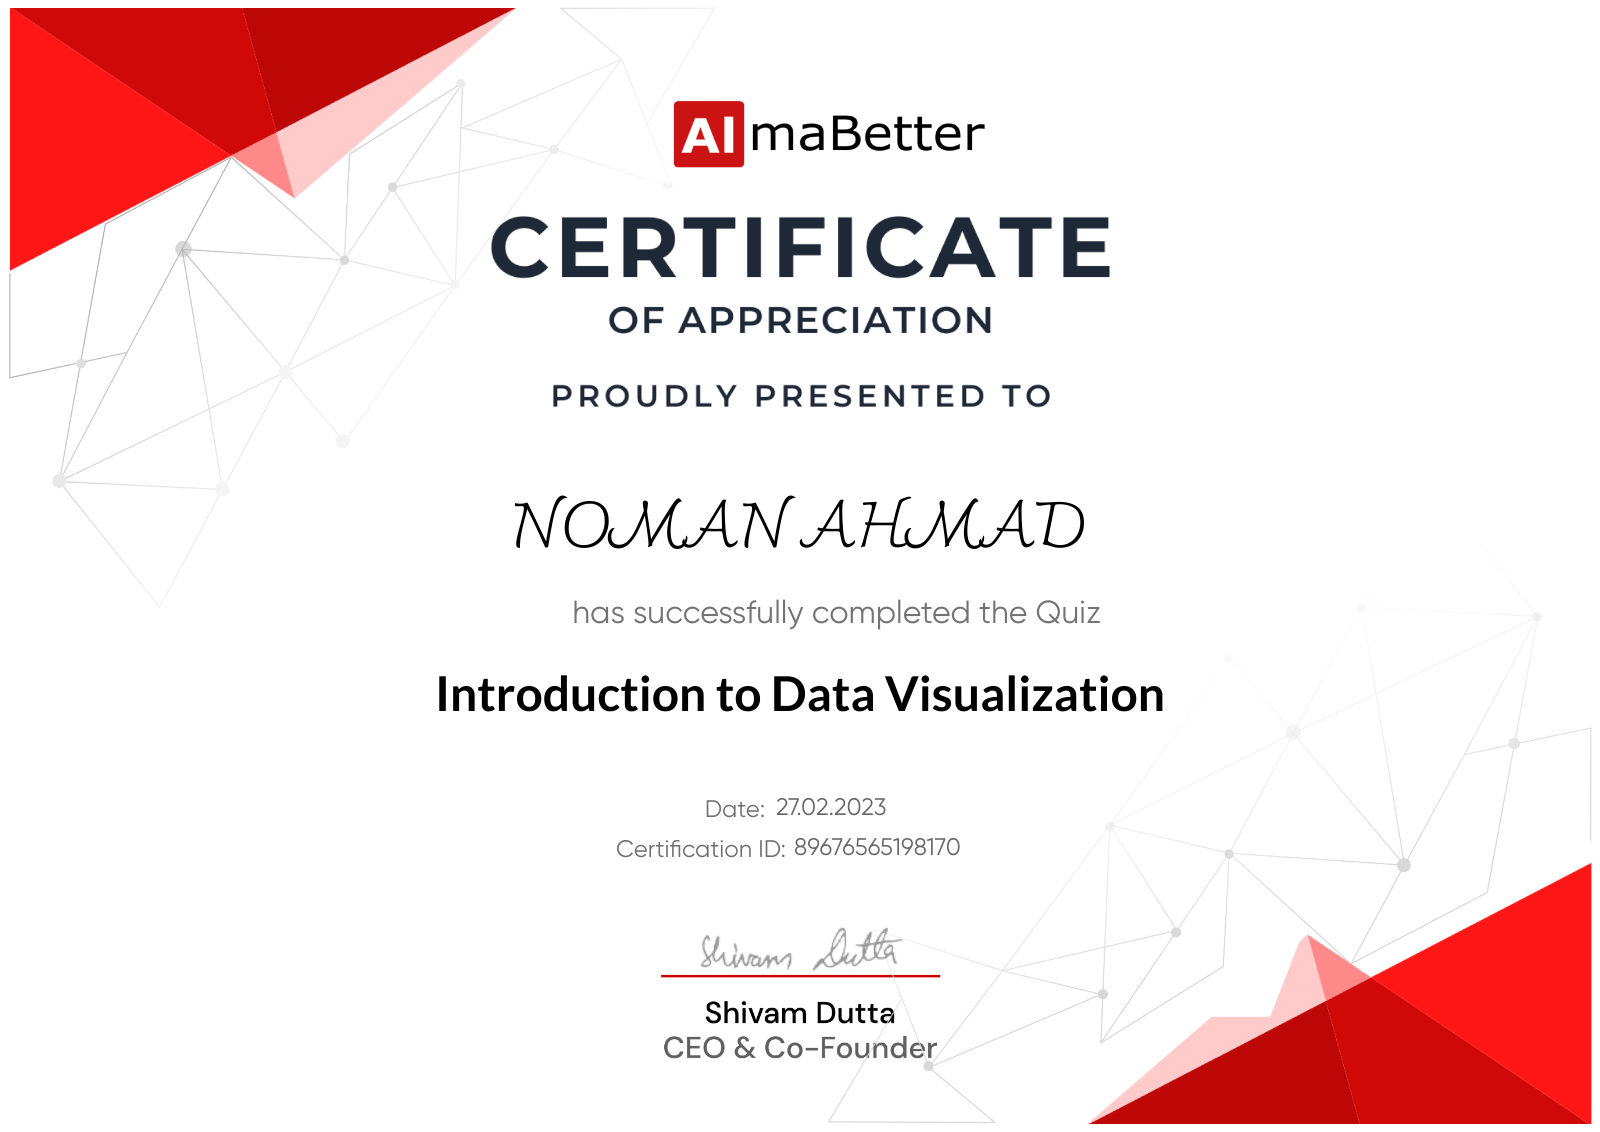 AlmaBetter
CERTIFICATE
OF APPRECIATION
PROUDLY PRESENTED TO
NOMAN AHMAD
has successfully completed the Quiz
Introduction to Data Visualization
Date: 27.02.2023
Certification ID: 89676565198170
Shivam Dutta
Shivam Dutta
CEO & Co-Founder